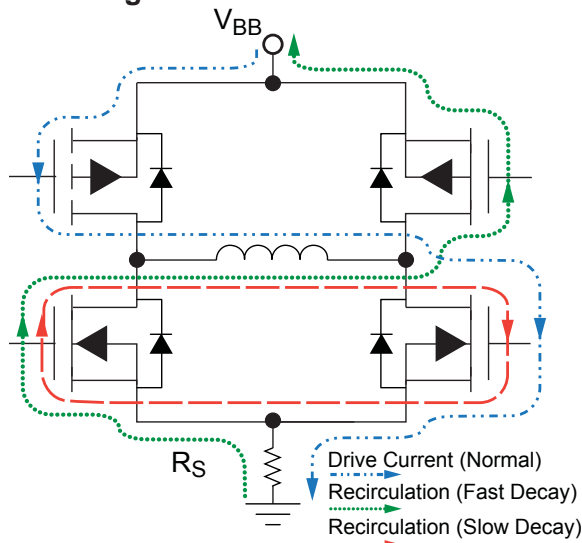 V_BB
R_S
Drive Current (Normal)
Recirculation (Fast Decay)
Recirculation (Slow Decay)